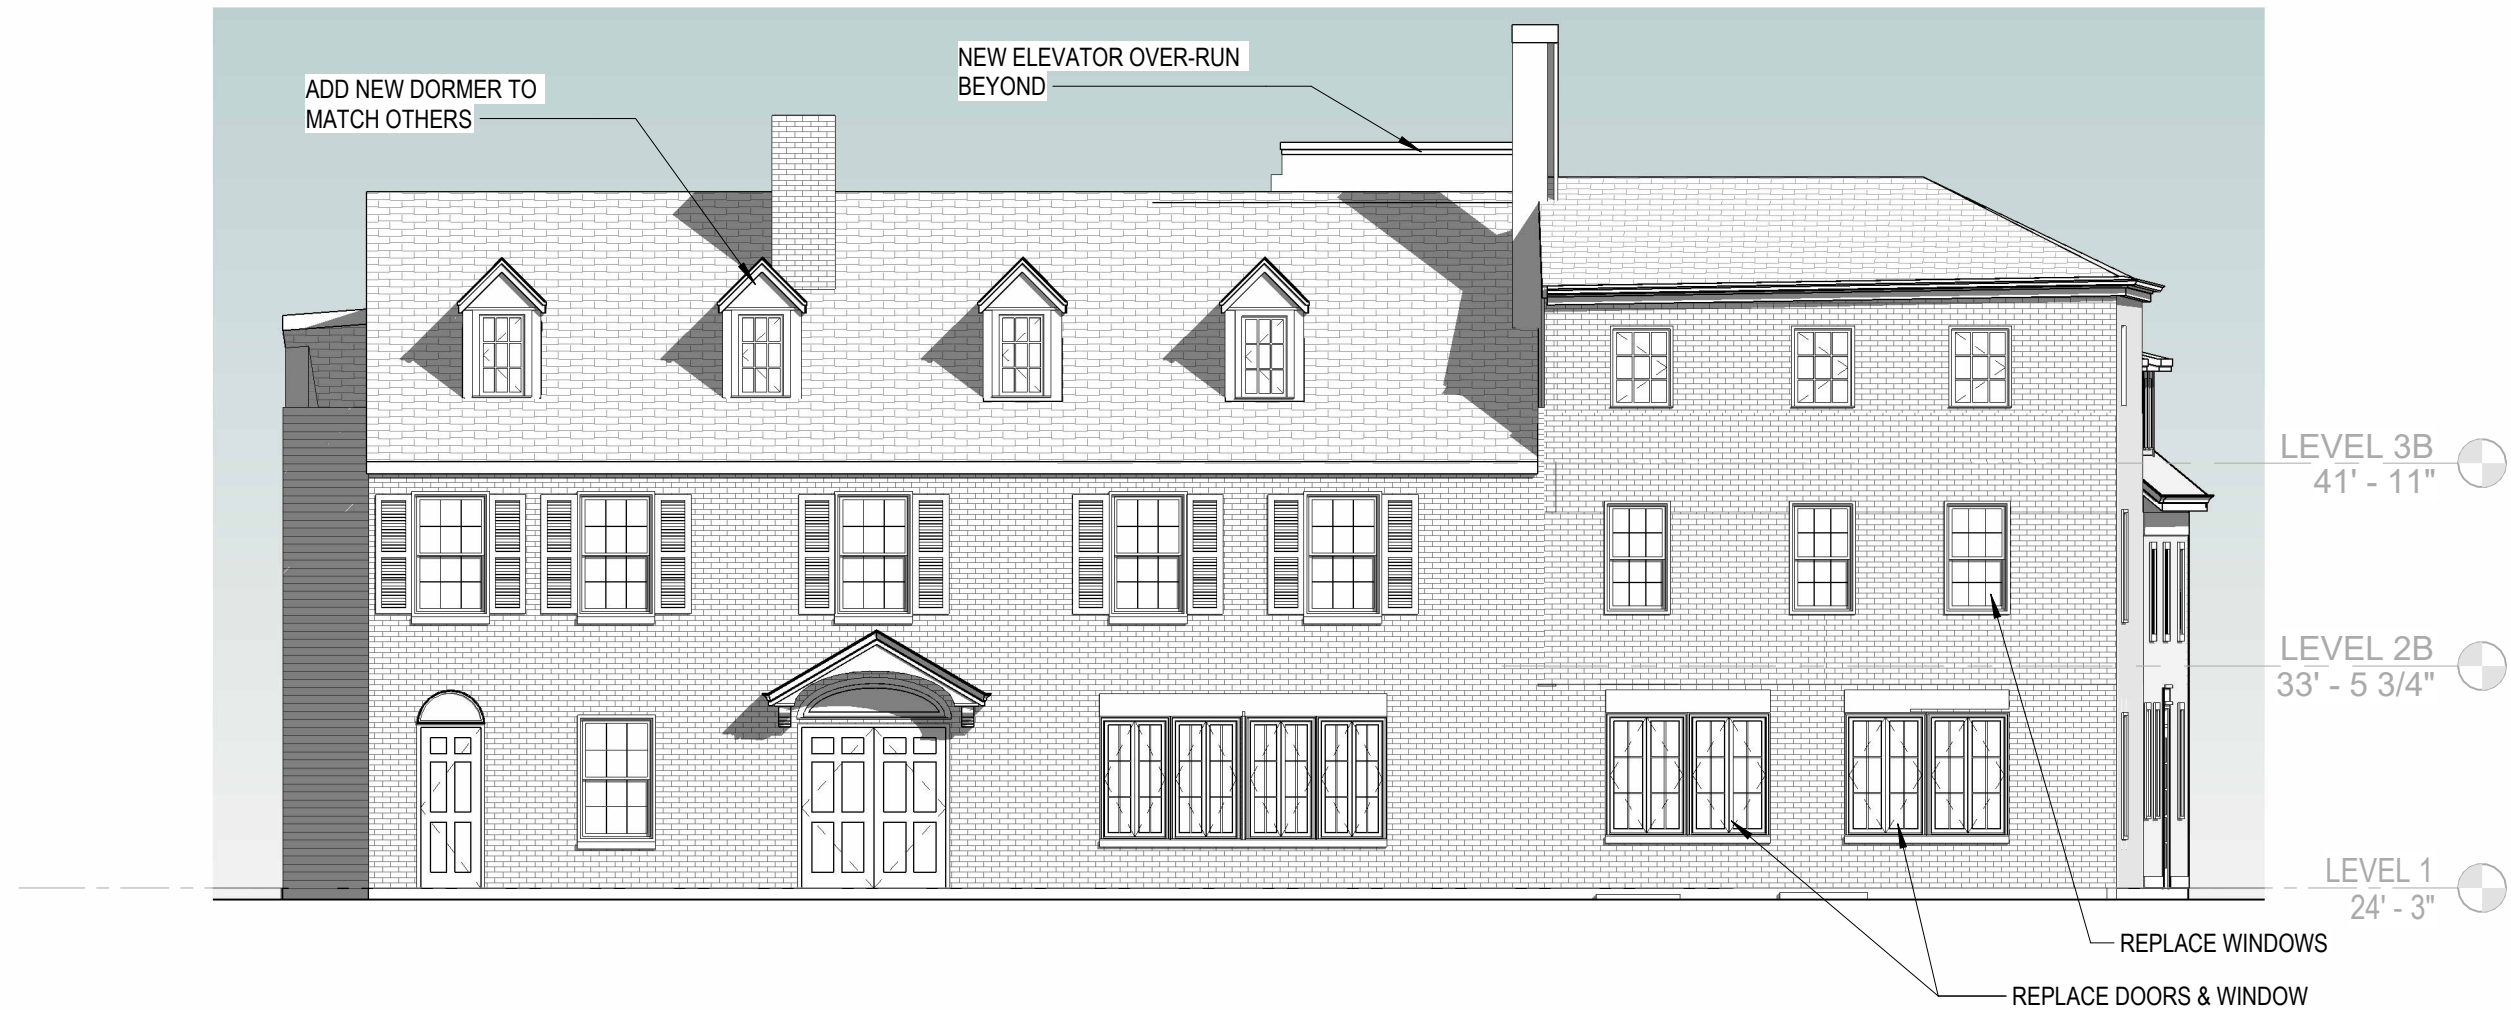 NEW ELEVATOR OVER-RUN
BEYOND
ADD NEW DORMER TO
MATCH OTHERS
LEVEL 3B
41' - 11"
LEVEL 2B
33' - 5 3/4"
LEVEL 1
24' - 3"
REPLACE WINDOWS
REPLACE DOORS & WINDOW